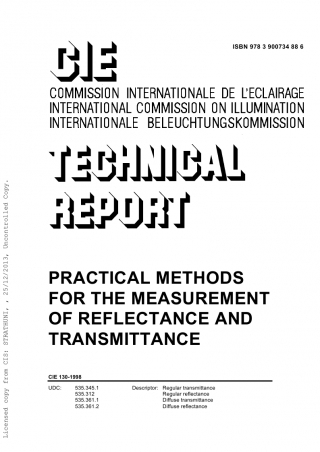 ISBN 978 3 900734 88 6
CIE
COMMISSION INTERNATIONALE DE L'ECLAIRAGE
INTERNATIONAL COMMISSION ON ILLUMINATION
INTERNATIONALE BELEUCHTUNGSKOMMISSION
TECHNICAL
REPORT
PRACTICAL METHODS
FOR THE MEASUREMENT
OF REFLECTANCE AND
TRANSMITTANCE
CIE 130-1998
UDC: 535.345.1 Descriptor: Regular transmittance
535.312 Regular reflectance
535.361.1 Diffuse transmittance
535.361.2 Diffuse reflectance
Licensed copy from CIS: STRATHUNI, , 25/12/2013, Uncontrolled Copy.